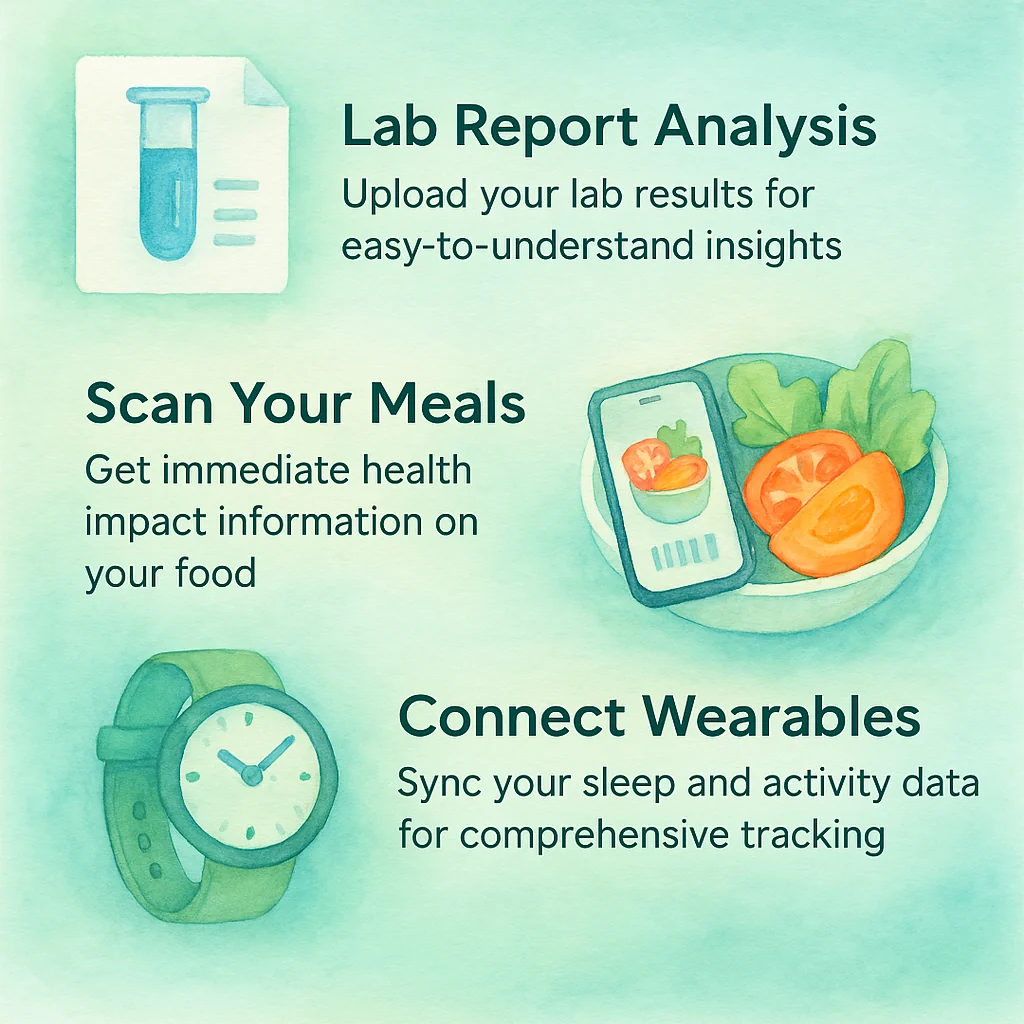 Lab Report Analysis
Upload your lab results for
easy-to-understand insights
Scan Your Meals
Get immediate health
impact information on
your food
Connect Wearables
Sync your sleep and activity data
for comprehensive tracking